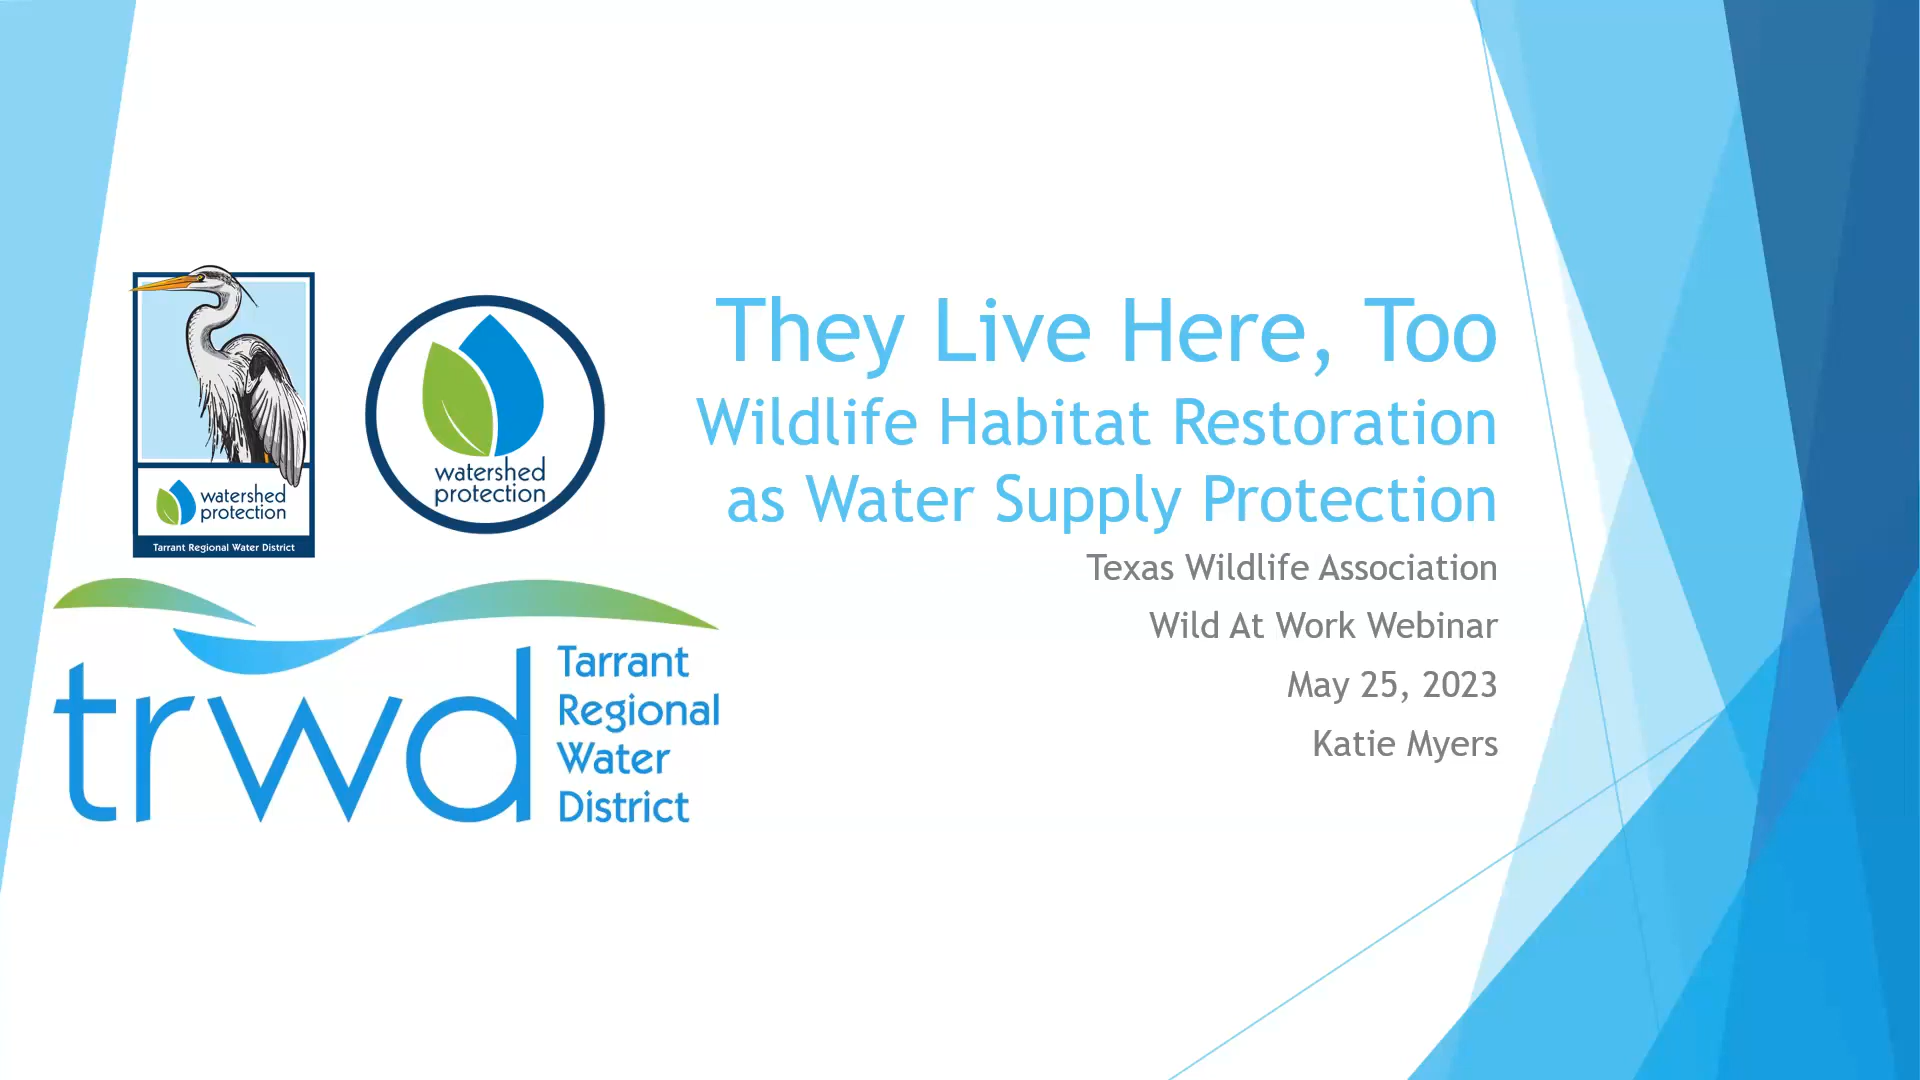 They Live Here, Too
Wildlife Habitat Restoration
as Water Supply Protection
Texas Wildlife Association
Wild At Work Webinar
May 25, 2023
Katie Myers
watershed
protection
Tarrant Regional Water District
watershed
protection
trwd
Tarrant
Regional
Water
District